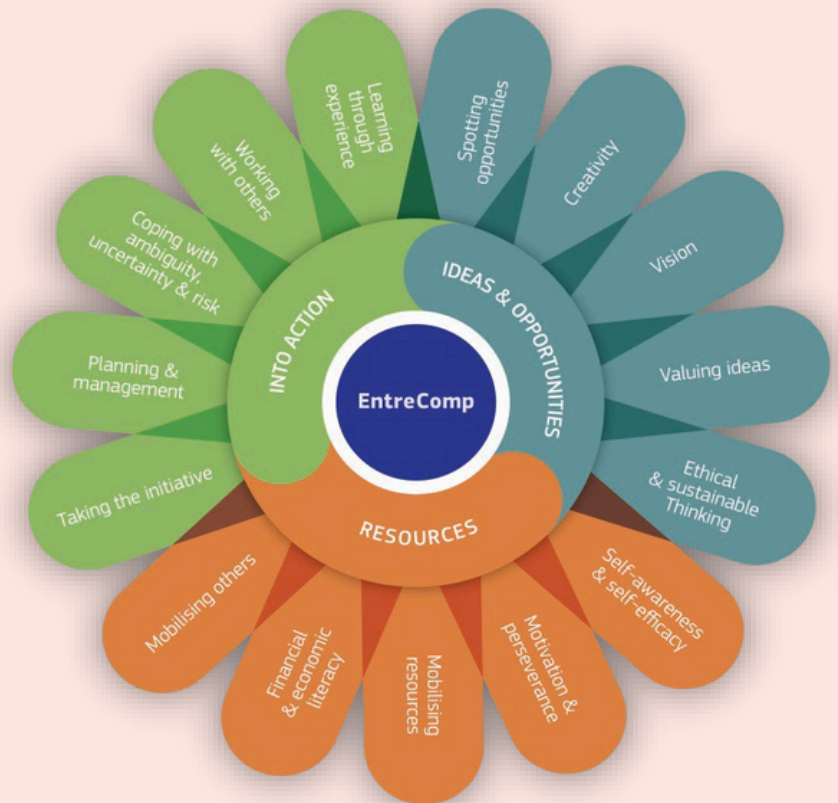 Spotting
opportunities
Creativity
Vision
Valuing ideas
Ethical
& sustainable
Thinking
Self-awareness
& self-efficacy
Motivation &
perseverance
Mobilising
resources
Financial
& economic
literacy
Mobilising others
Taking the initiative
Planning &
management
Coping with
ambiguity,
uncertainty & risk
Working
with others
Learning
through
experience
IDEAS & OPPORTUNITIES
RESOURCES
INTO ACTION
EntreComp